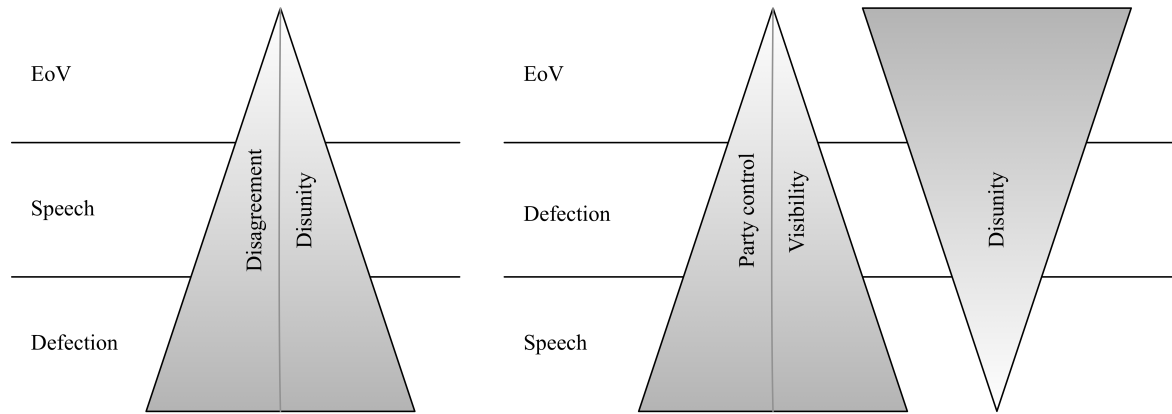 EoV
Speech
Defection
Disagreement
Disunity
EoV
Defection
Speech
Party control
Visibility
Disunity